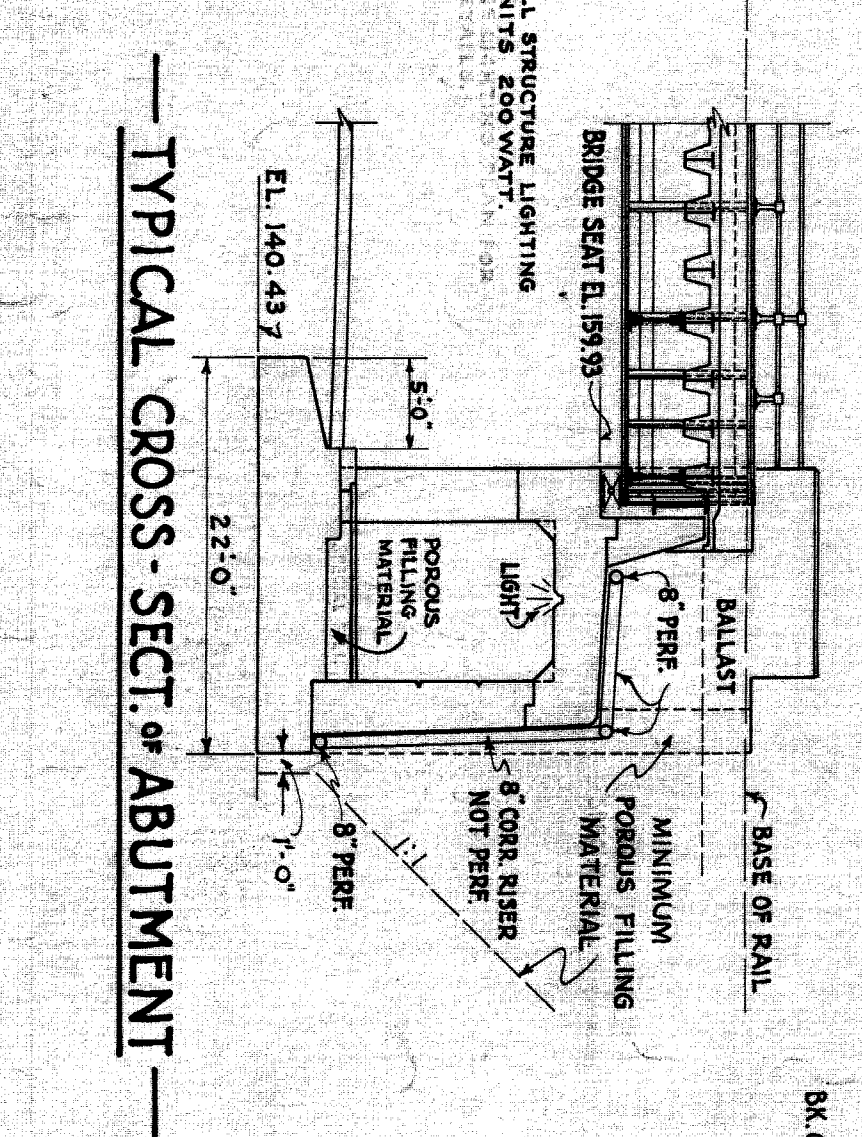 BASE OF RAIL
BALLAST
8" PERF.
MINIMUM
POROUS FILLING
MATERIAL
BRIDGE SEAT EL. 159.93
STRUCTURE LIGHTING
200 WATT.
LIGHT
8" CORR. RISER
NOT PERF.
POROUS
FILLING
MATERIAL
5'-0"
8" PERF.
1:1
EL. 140.43
1'-0"
22'-0"
TYPICAL CROSS-SECT. OF ABUTMENT
BK.